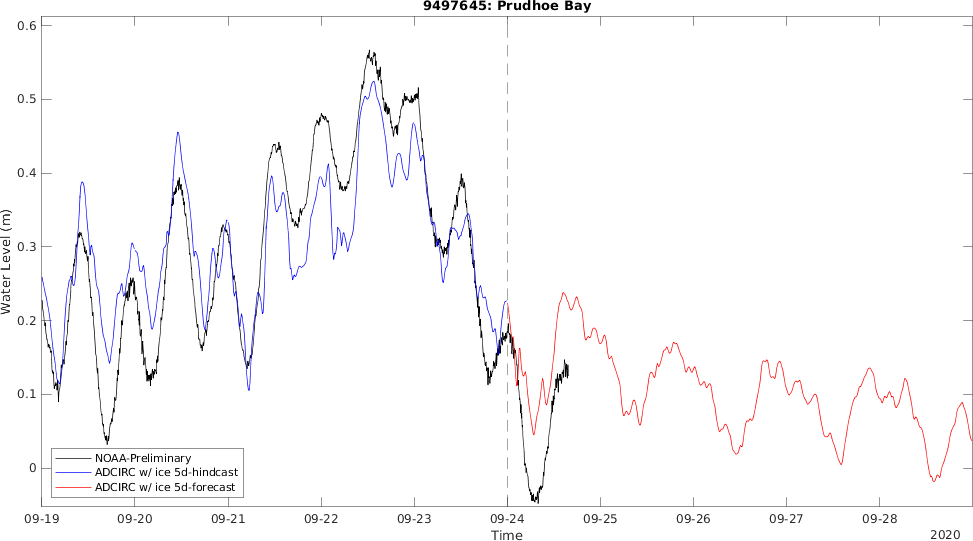 9497645: Prudhoe Bay
0.6
0.5
0.4
0.3
0.2
0.1
0
Water Level (m)
NOAA-Preliminary
ADCIRC w/ ice 5d-hindcast
ADCIRC w/ ice 5d-forecast
09-19 09-20 09-21 09-22 09-23 09-24 09-25 09-26 09-27 09-28
Time
2020